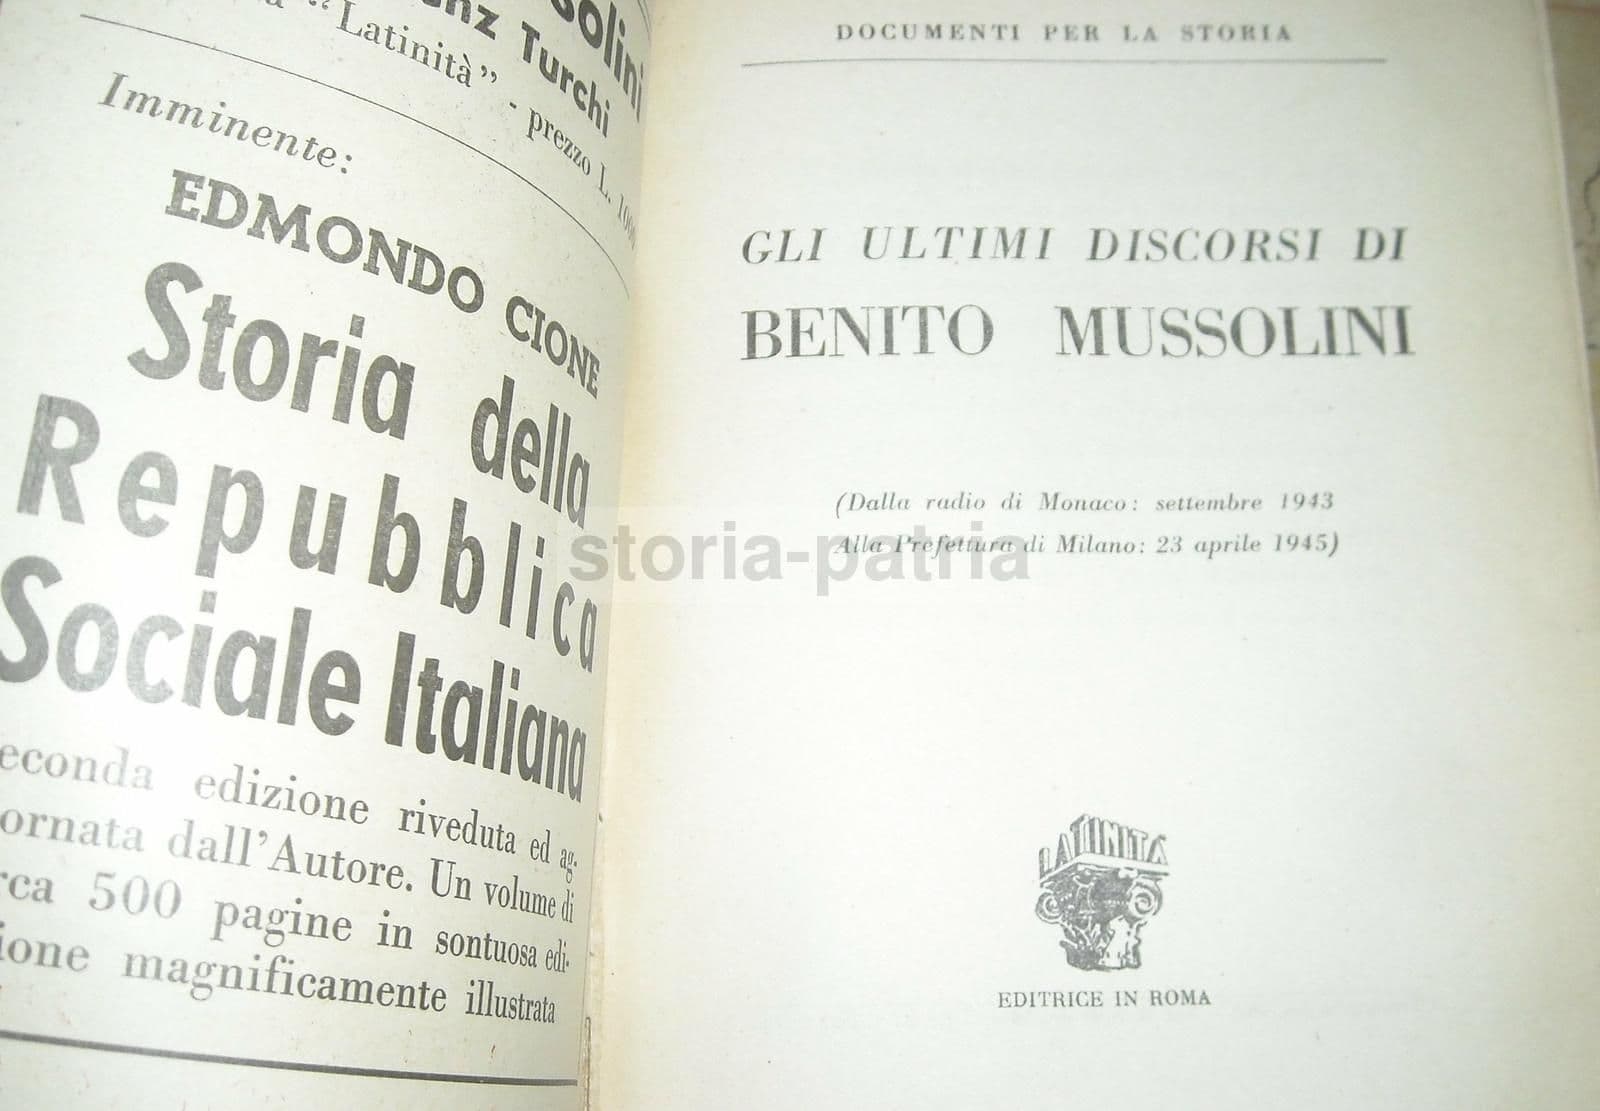 solini
nz Turchi
"Latinità" - prezzo L. 1000
Imminente:
EDMONDO CIONE
Storia della
Repubblica
Sociale Italiana
econda edizione riveduta ed ag-
ornata dall'Autore. Un volume di
rca 500 pagine in sontuosa edi-
ione magnificamente illustrata
DOCUMENTI PER LA STORIA
GLI ULTIMI DISCORSI DI
BENITO MUSSOLINI
(Dalla radio di Monaco: settembre 1943
Alla Prefettura di Milano: 23 aprile 1945)
storia-patria
LATINITA
EDITRICE IN ROMA